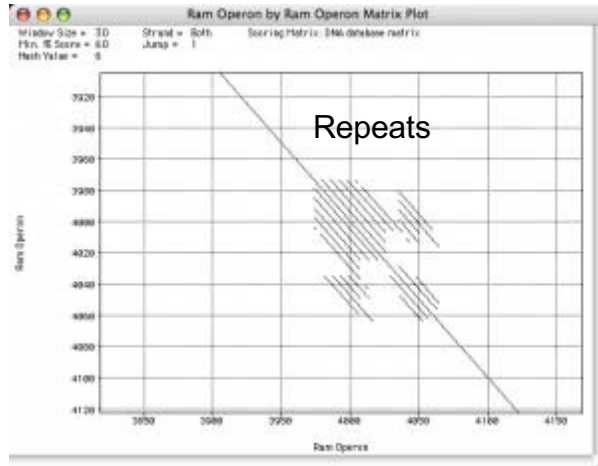 Ram Operon by Ram Operon Matrix Plot
Window Size = 30 Strand = Both Scoring Matrix: DNA database matrix
Min. % Score = 60 Jump = 1
Hash Value = 6
Repeats
3920
3940
3960
3980
4000
4020
4040
4060
4080
4100
4120
Ram Operon
3850 3900 3950 4000 4050 4100 4150
Ram Operon